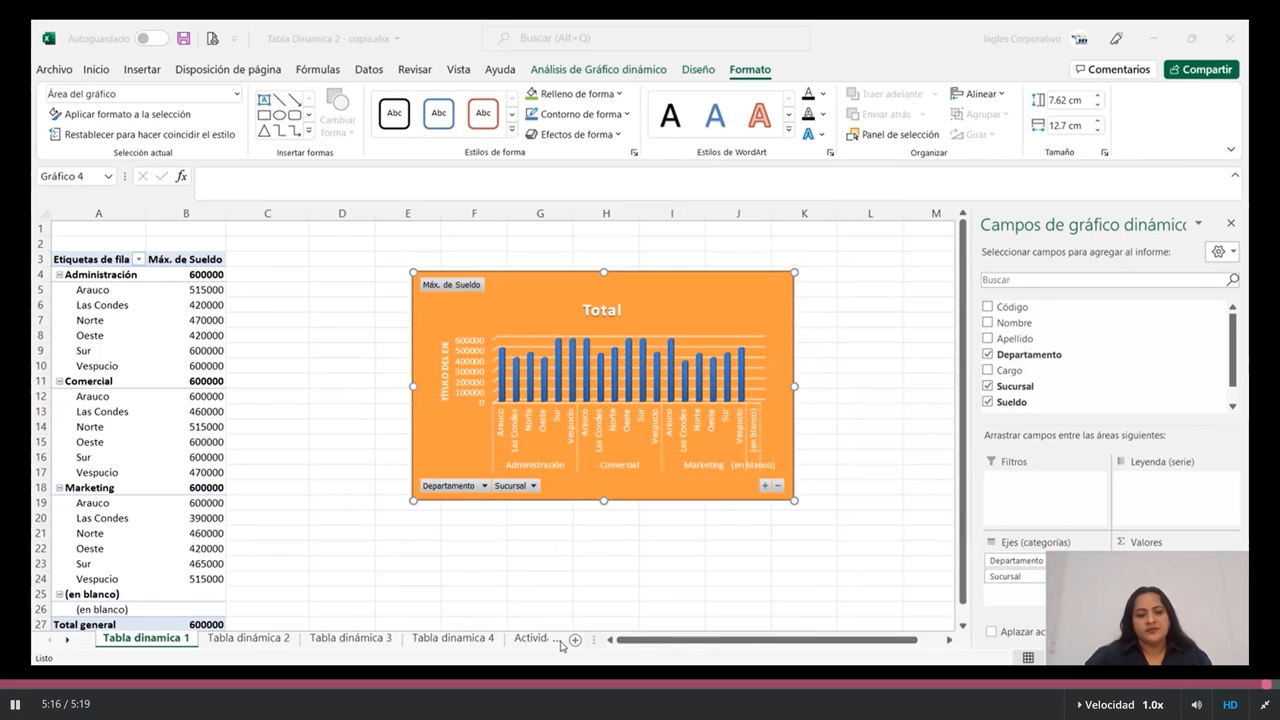 Autoguardado
Tabla Dinamica 2 - copia.xlsx
Buscar (Alt+Q)
Ingles Corporativo
Archivo Inicio Insertar Disposición de página Fórmulas Datos Revisar Vista Ayuda Análisis de Gráfico dinámico Diseño Formato Comentarios Compartir
Área del gráfico
Aplicar formato a la selección
Restablecer para hacer coincidir el estilo
Selección actual
Cambiar forma
Insertar formas
Abc Abc Abc
Relleno de forma
Contorno de forma
Efectos de forma
Estilos de forma
A A A
Estilos de WordArt
Traer adelante
Enviar atrás
Panel de selección
Alinear
Agrupar
Girar
Organizar
7.62 cm
12.7 cm
Tamaño
Gráfico 4
fx
A B C D E F G H I J K L M
1
2
3 Etiquetas de fila Máx. de Sueldo
4 Administración 600000
5 Arauco 515000
6 Las Condes 420000
7 Norte 470000
8 Oeste 420000
9 Sur 600000
10 Vespucio 600000
11 Comercial 600000
12 Arauco 600000
13 Las Condes 460000
14 Norte 515000
15 Oeste 600000
16 Sur 600000
17 Vespucio 470000
18 Marketing 600000
19 Arauco 600000
20 Las Condes 390000
21 Norte 460000
22 Oeste 420000
23 Sur 465000
24 Vespucio 515000
25 (en blanco)
26 (en blanco)
27 Total general 600000
Máx. de Sueldo
Total
TÍTULO DEL EJE
600000
500000
400000
300000
200000
100000
0
Arauco Las Condes Norte Oeste Sur Vespucio Arauco Las Condes Norte Oeste Sur Vespucio Arauco Las Condes Norte Oeste Sur Vespucio (en blanco)
Administración Comercial Marketing (en blanco)
Departamento Sucursal
Campos de gráfico dinámicc
Seleccionar campos para agregar al informe:
Buscar
Código
Nombre
Apellido
Departamento
Cargo
Sucursal
Sueldo
Arrastrar campos entre las áreas siguientes:
Filtros
Leyenda (serie)
Ejes (categorías)
Valores
Departamento
Sucursal
Aplazar ac
Tabla dinamica 1 Tabla dinámica 2 Tabla dinámica 3 Tabla dinamica 4 Activid ...
Listo
5:16 / 5:19
Velocidad 1.0x
HD